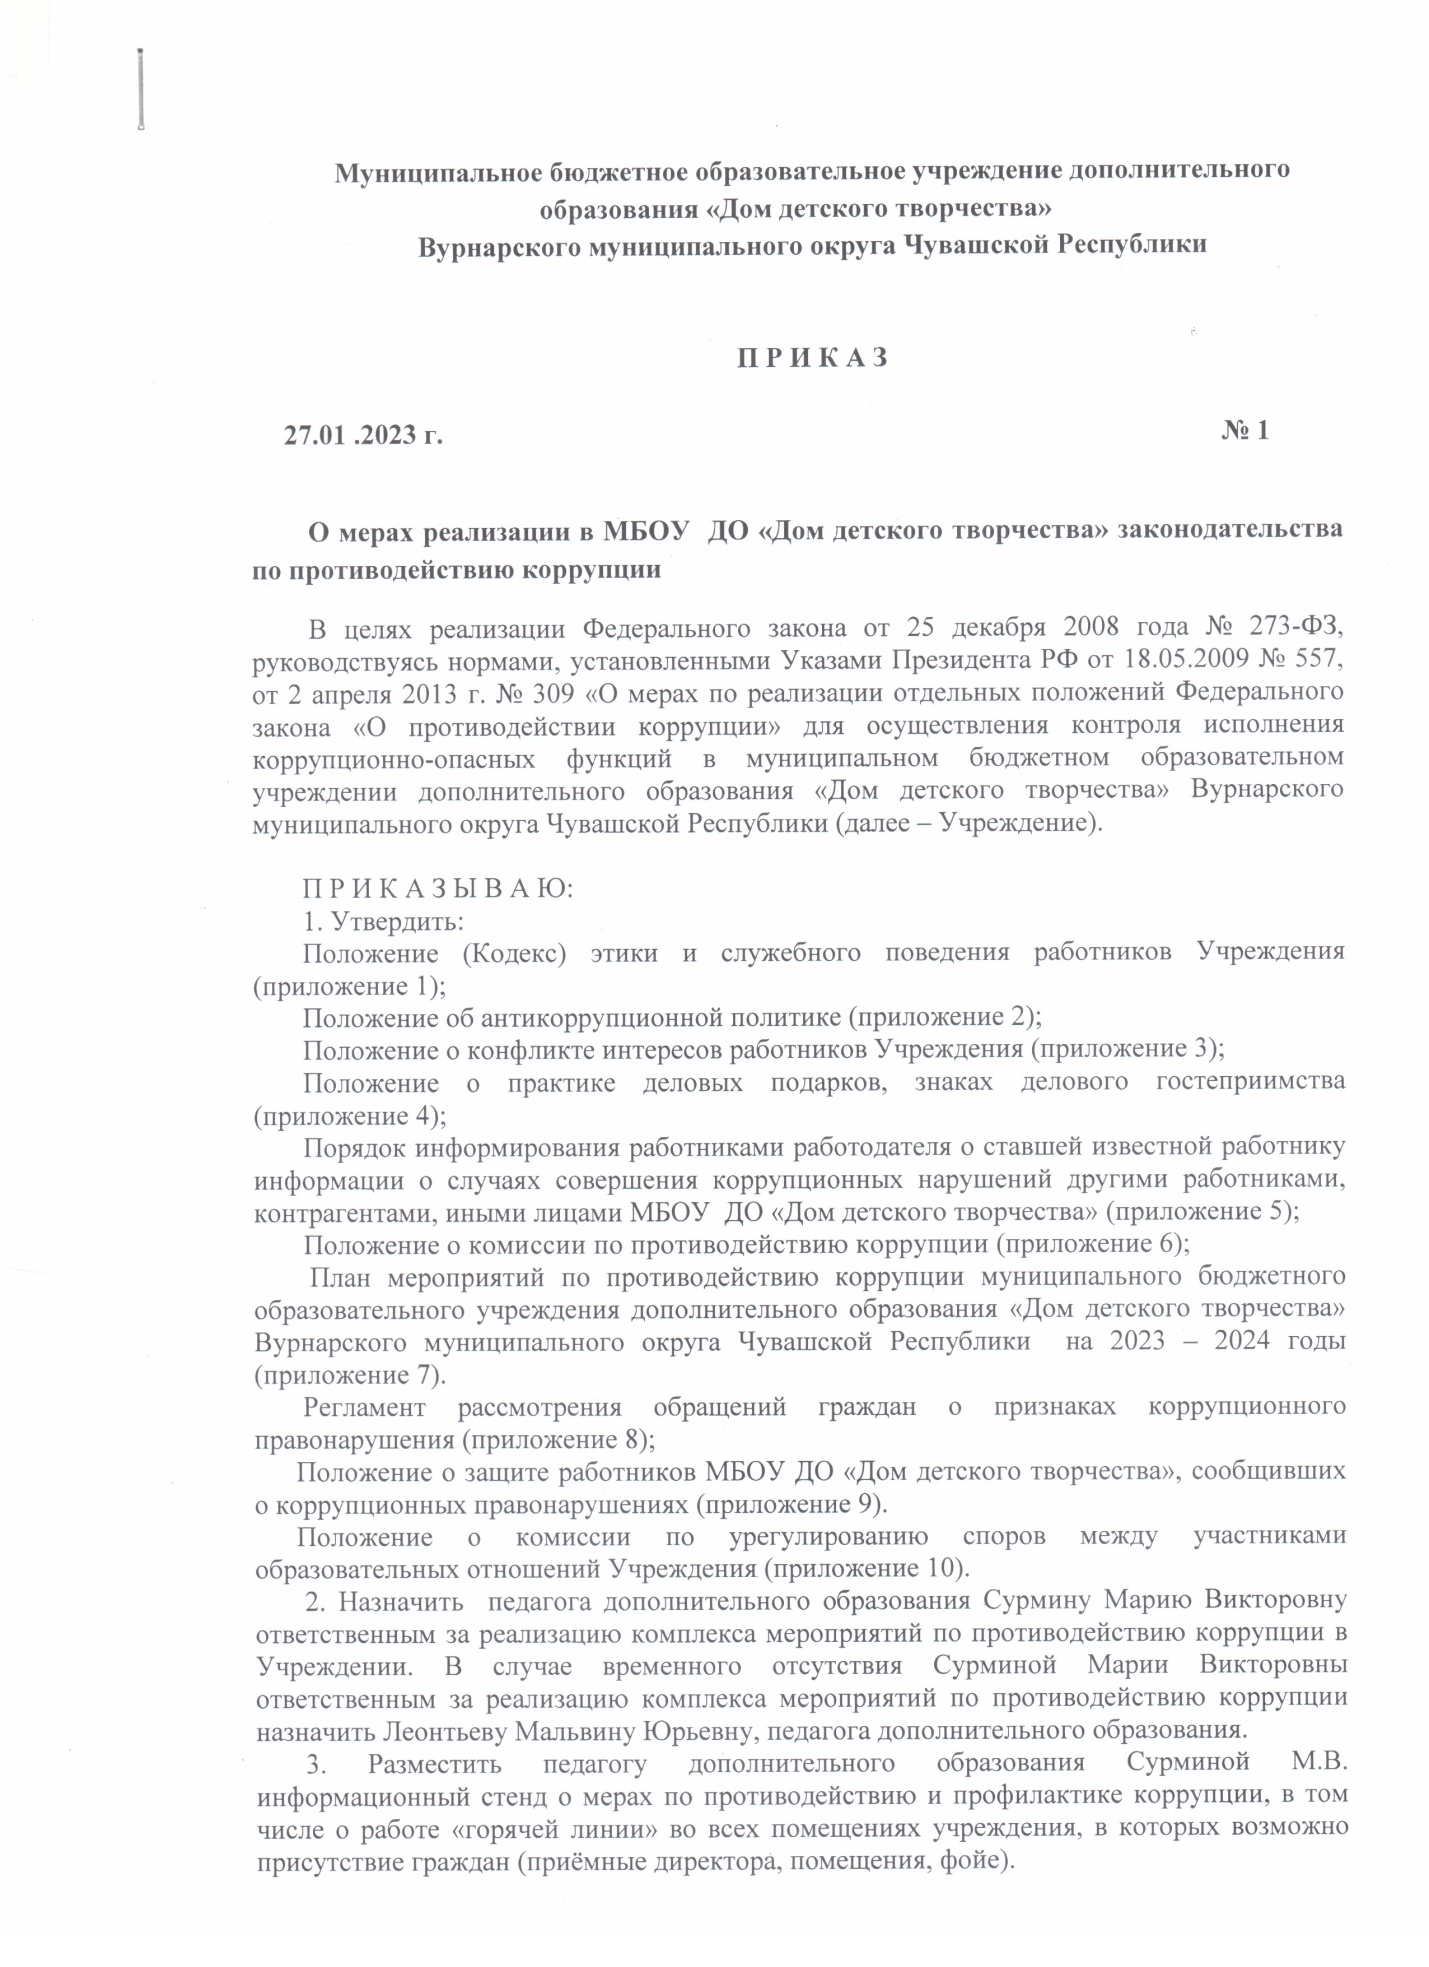 Муниципальное бюджетное образовательное учреждение дополнительного
образования «Дом детского творчества»
Вурнарского муниципального округа Чувашской Республики
П Р И К А З
27.01 .2023 г. № 1
О мерах реализации в МБОУ ДО «Дом детского творчества» законодательства
по противодействию коррупции
В целях реализации Федерального закона от 25 декабря 2008 года № 273-ФЗ,
руководствуясь нормами, установленными Указами Президента РФ от 18.05.2009 № 557,
от 2 апреля 2013 г. № 309 «О мерах по реализации отдельных положений Федерального
закона «О противодействии коррупции» для осуществления контроля исполнения
коррупционно-опасных функций в муниципальном бюджетном образовательном
учреждении дополнительного образования «Дом детского творчества» Вурнарского
муниципального округа Чувашской Республики (далее – Учреждение).
П Р И К А З Ы В А Ю:
1. Утвердить:
Положение (Кодекс) этики и служебного поведения работников Учреждения
(приложение 1);
Положение об антикоррупционной политике (приложение 2);
Положение о конфликте интересов работников Учреждения (приложение 3);
Положение о практике деловых подарков, знаках делового гостеприимства
(приложение 4);
Порядок информирования работниками работодателя о ставшей известной работнику
информации о случаях совершения коррупционных нарушений другими работниками,
контрагентами, иными лицами МБОУ ДО «Дом детского творчества» (приложение 5);
Положение о комиссии по противодействию коррупции (приложение 6);
План мероприятий по противодействию коррупции муниципального бюджетного
образовательного учреждения дополнительного образования «Дом детского творчества»
Вурнарского муниципального округа Чувашской Республики на 2023 – 2024 годы
(приложение 7).
Регламент рассмотрения обращений граждан о признаках коррупционного
правонарушения (приложение 8);
Положение о защите работников МБОУ ДО «Дом детского творчества», сообщивших
о коррупционных правонарушениях (приложение 9).
Положение о комиссии по урегулированию споров между участниками
образовательных отношений Учреждения (приложение 10).
2. Назначить педагога дополнительного образования Сурмину Марию Викторовну
ответственным за реализацию комплекса мероприятий по противодействию коррупции в
Учреждении. В случае временного отсутствия Сурминой Марии Викторовны
ответственным за реализацию комплекса мероприятий по противодействию коррупции
назначить Леонтьеву Мальвину Юрьевну, педагога дополнительного образования.
3. Разместить педагогу дополнительного образования Сурминой М.В.
информационный стенд о мерах по противодействию и профилактике коррупции, в том
числе о работе «горячей линии» во всех помещениях учреждения, в которых возможно
присутствие граждан (приёмные директора, помещения, фойе).